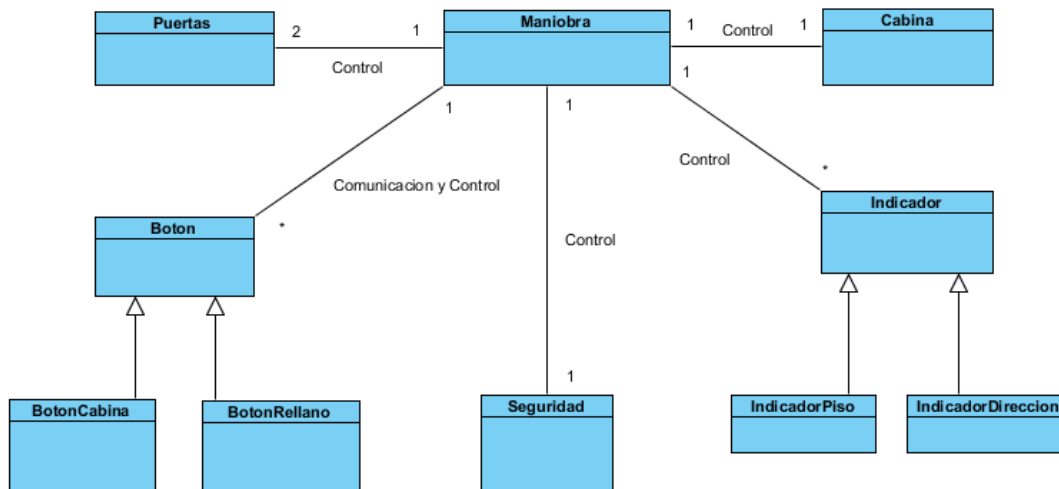 Puertas
Maniobra
Cabina
2
1
Control
1
Control
1
1
1
1
Control
*
Comunicacion y Control
Boton
*
Indicador
Control
1
BotonCabina
BotonRellano
Seguridad
IndicadorPiso
IndicadorDireccion